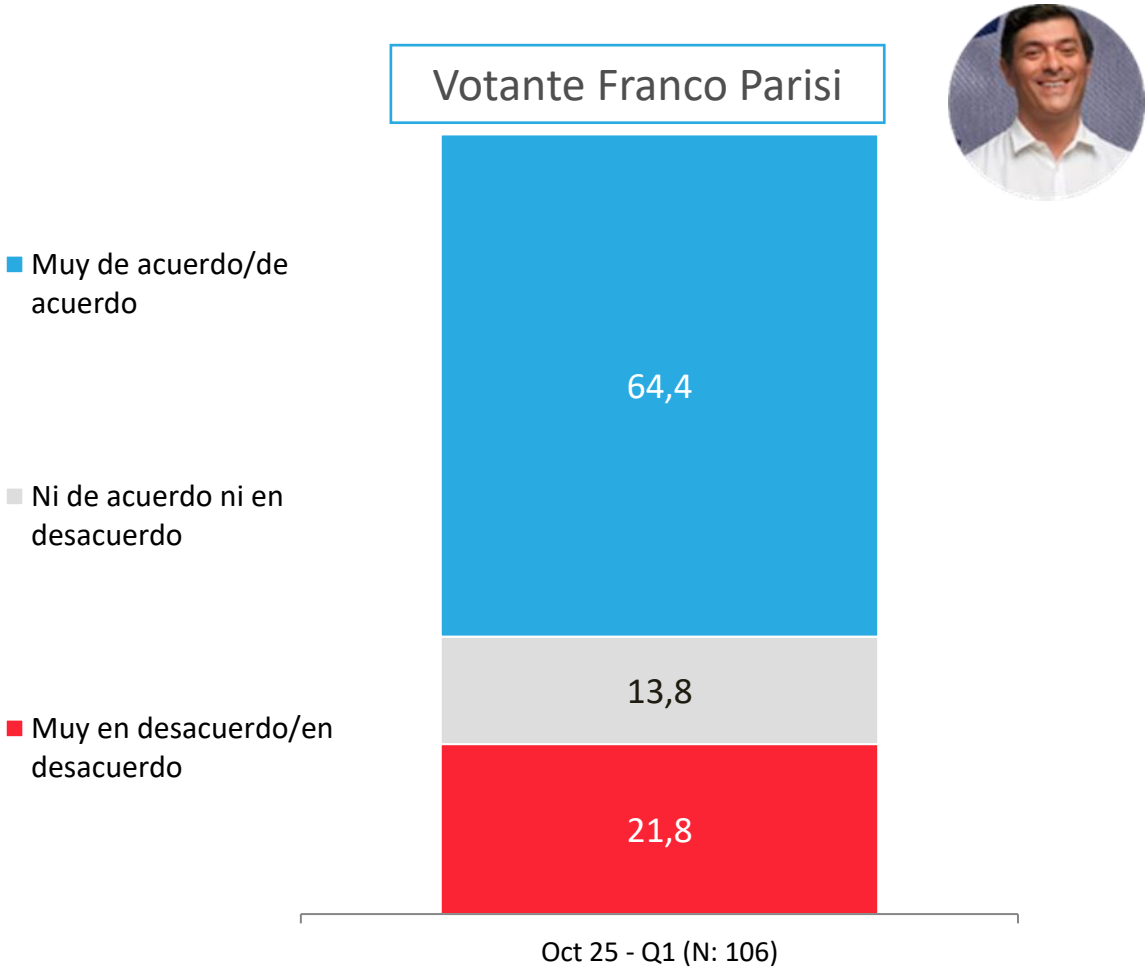 Votante Franco Parisi
Muy de acuerdo/de
acuerdo
64,4
Ni de acuerdo ni en
desacuerdo
13,8
Muy en desacuerdo/en
desacuerdo
21,8
Oct 25 - Q1 (N: 106)